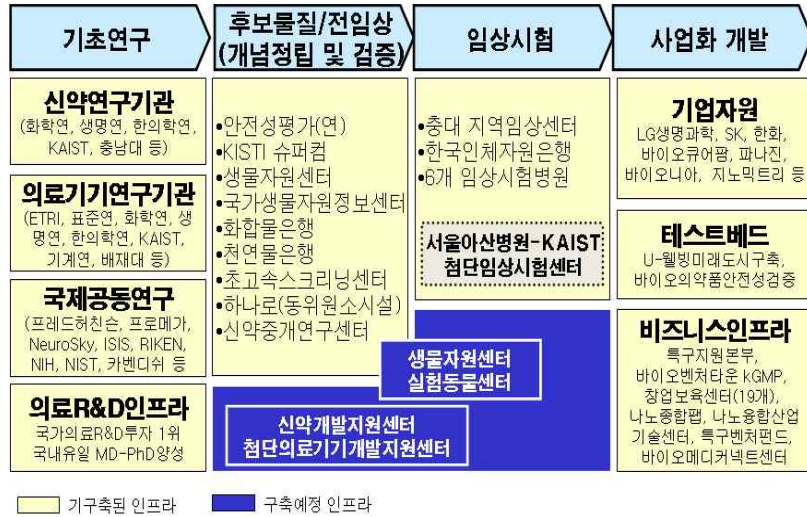 기초연구
후보물질/전임상
(개념정립 및 검증)
임상시험
사업화 개발
신약연구기관
(화학연, 생명연, 한의학연,
KAIST, 충남대 등)
의료기기연구기관
(ETRI, 표준연, 화학연, 생
명연, 한의학연, KAIST,
기계연, 배재대 등)
국제공동연구
(프레드허친슨, 프로메가,
NeuroSky, ISIS, RIKEN,
NIH, NIST, 카벤디쉬 등
의료R&D인프라
국가의료R&D투자 1위
국내유일 MD-PhD양성
•안전성평가(연)
•KISTI 슈퍼컴
•생물자원센터
•국가생물자원정보센터
•화합물은행
•천연물은행
•초고속스크리닝센터
•하나로(동위원소시설)
•신약중개연구센터
•충대 지역임상센터
•한국인체자원은행
•6개 임상시험병원
서울아산병원-KAIST
첨단임상시험센터
생물자원센터
실험동물센터
신약개발지원센터
첨단의료기기개발지원센터
기업자원
LG생명과학, SK, 한화,
바이오큐어팜, 파나진,
바이오니아, 지노믹트리 등
테스트베드
U-웰빙미래도시구축,
바이오의약품안전성검증
비즈니스인프라
특구지원본부,
바이오벤처타운 KGMP,
창업보육센터(19개),
나노종합팹, 나노융합산업
기술센터, 특구벤처펀드,
바이오메디커넥트센터
기구축된 인프라
구축예정 인프라